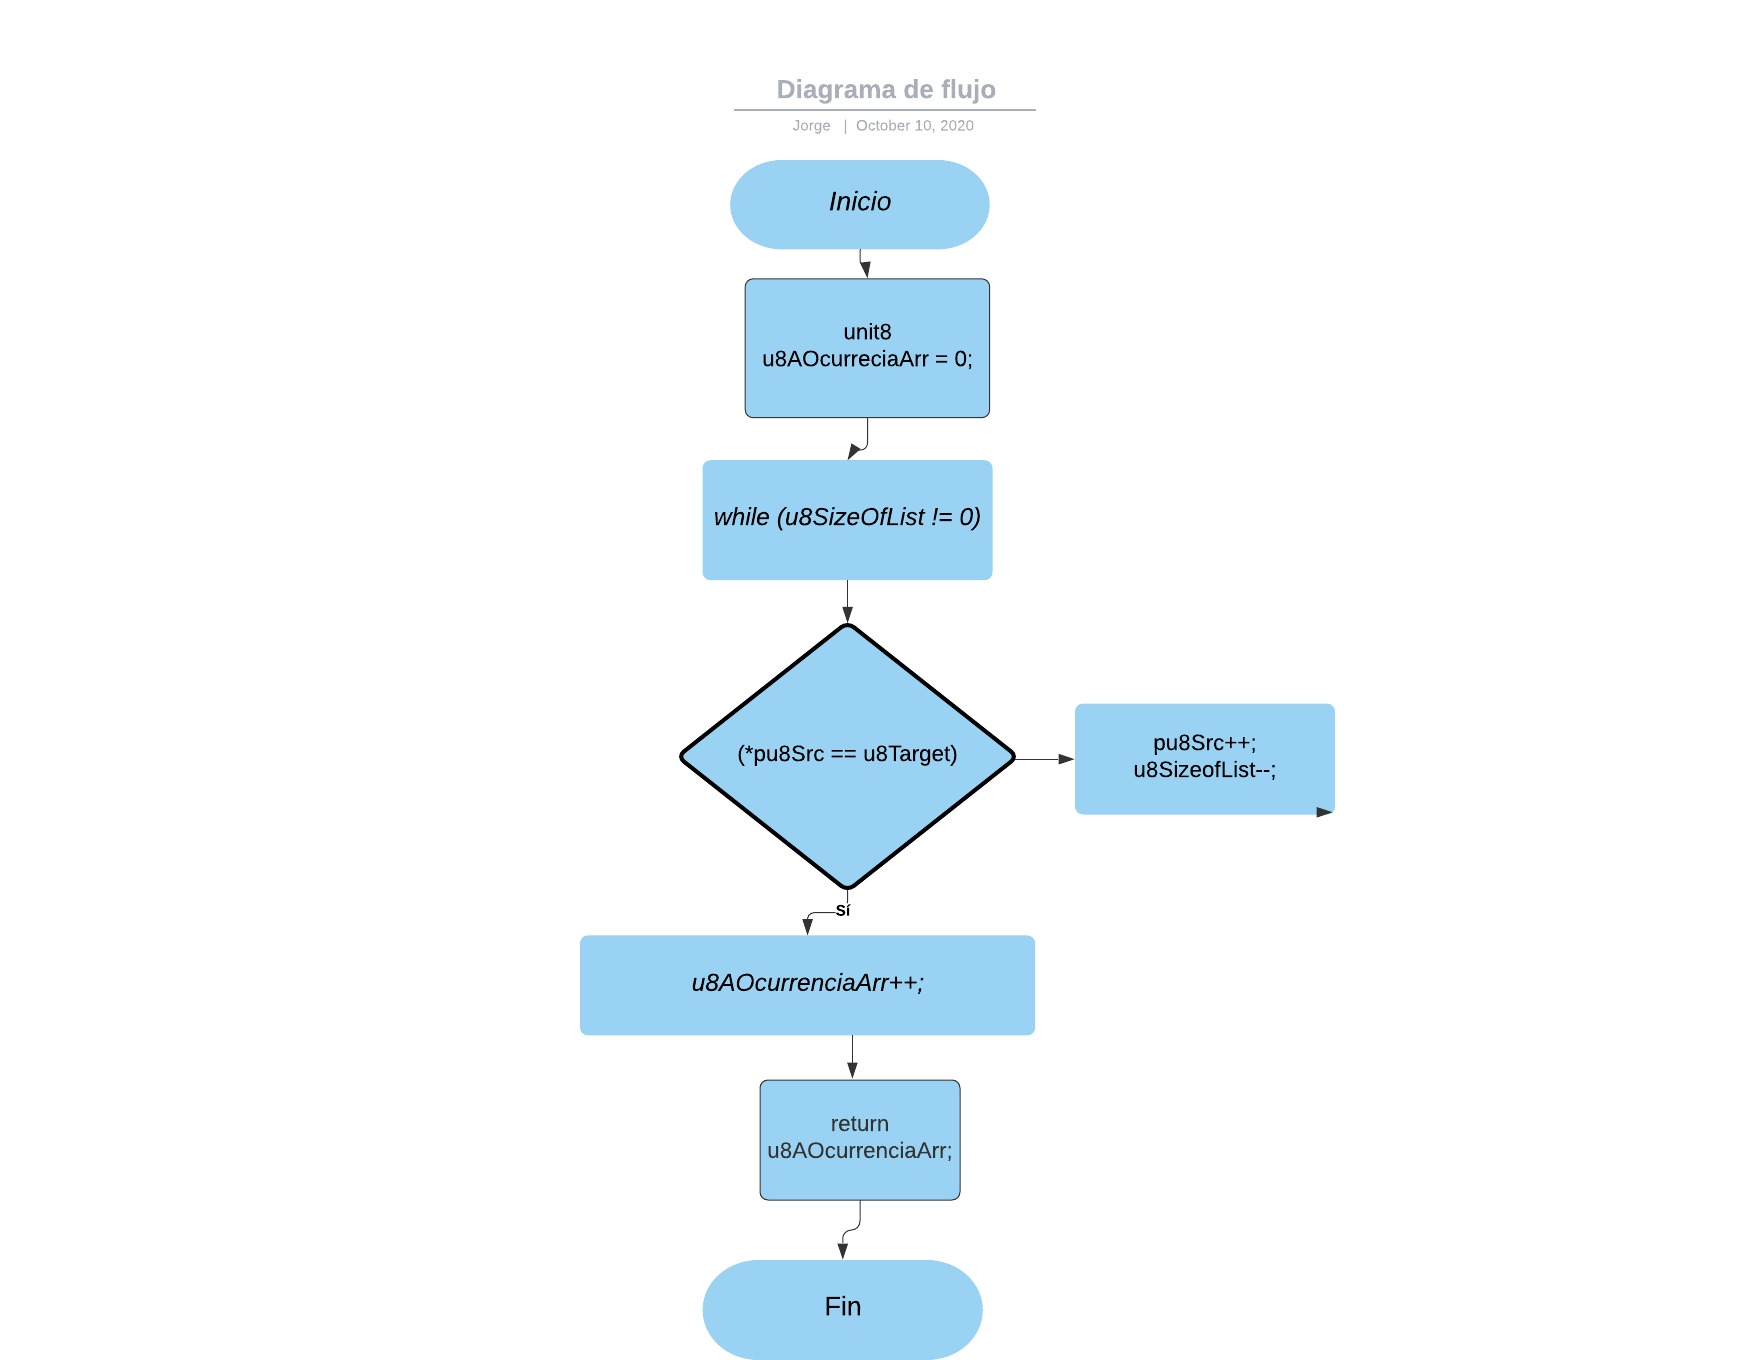 Diagrama de flujo
Jorge | October 10, 2020
Inicio
unit8
u8AOcurreciaArr = 0;
while (u8SizeOfList != 0)
(*pu8Src == u8Target)
pu8Src++;
u8SizeofList--;
Sí
u8AOcurrenciaArr++;
return
u8AOcurrenciaArr;
Fin